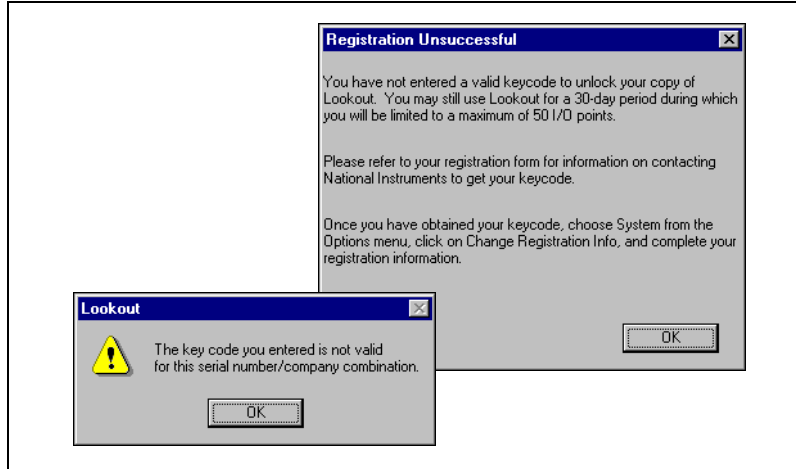 Registration Unsuccessful
You have not entered a valid keycode to unlock your copy of
Lookout. You may still use Lookout for a 30-day period during which
you will be limited to a maximum of 50 I/O points.
Please refer to your registration form for information on contacting
National Instruments to get your keycode.
Once you have obtained your keycode, choose System from the
Options menu, click on Change Registration Info, and complete your
registration information.
OK
Lookout
The key code you entered is not valid
for this serial number/company combination.
OK